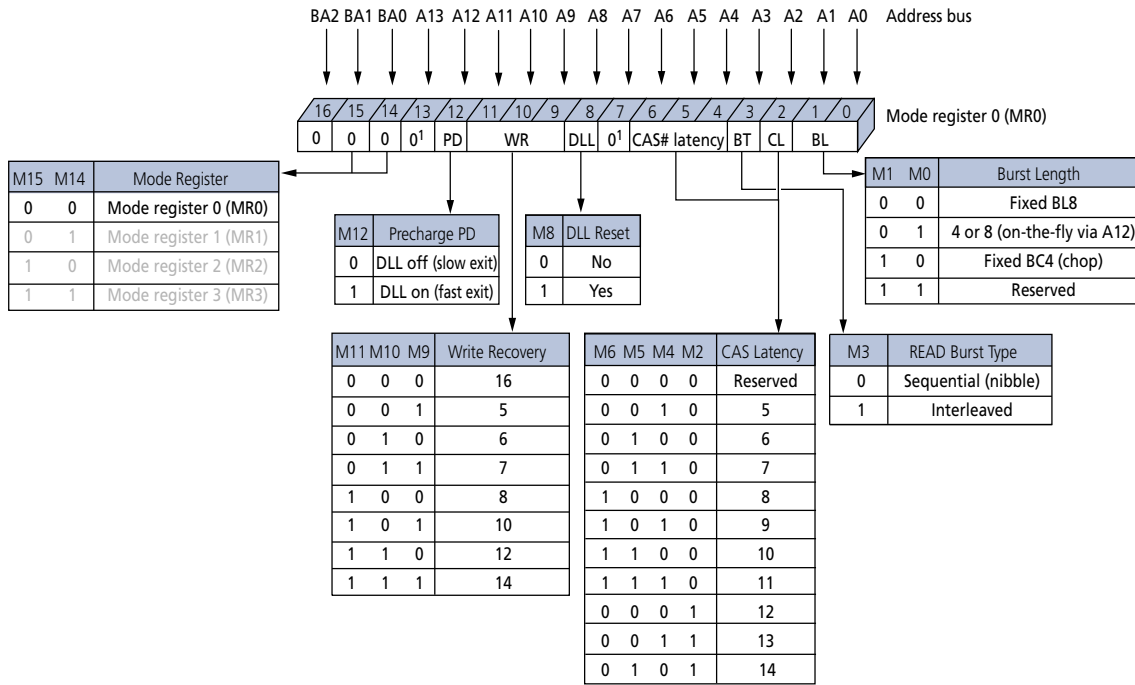 BA2 BA1 BA0 A13 A12 A11 A10 A9 A8 A7 A6 A5 A4 A3 A2 A1 A0 Address bus
16 15 14 13 12 11 10 9 8 7 6 5 4 3 2 1 0
Mode register 0 (MR0)
0 0 0 0¹ PD WR DLL 0¹ CAS# latency BT CL BL
M15 M14 Mode Register
0 0 Mode register 0 (MR0)
0 1 Mode register 1 (MR1)
1 0 Mode register 2 (MR2)
1 1 Mode register 3 (MR3)
M12 Precharge PD
0 DLL off (slow exit)
1 DLL on (fast exit)
M8 DLL Reset
0 No
1 Yes
M1 M0 Burst Length
0 0 Fixed BL8
0 1 4 or 8 (on-the-fly via A12)
1 0 Fixed BC4 (chop)
1 1 Reserved
M11 M10 M9 Write Recovery
0 0 0 16
0 0 1 5
0 1 0 6
0 1 1 7
1 0 0 8
1 0 1 10
1 1 0 12
1 1 1 14
M6 M5 M4 M2 CAS Latency
0 0 0 0 Reserved
0 0 1 0 5
0 1 0 0 6
0 1 1 0 7
1 0 0 0 8
1 0 1 0 9
1 1 0 0 10
1 1 1 0 11
0 0 0 1 12
0 0 1 1 13
0 1 0 1 14
M3 READ Burst Type
0 Sequential (nibble)
1 Interleaved